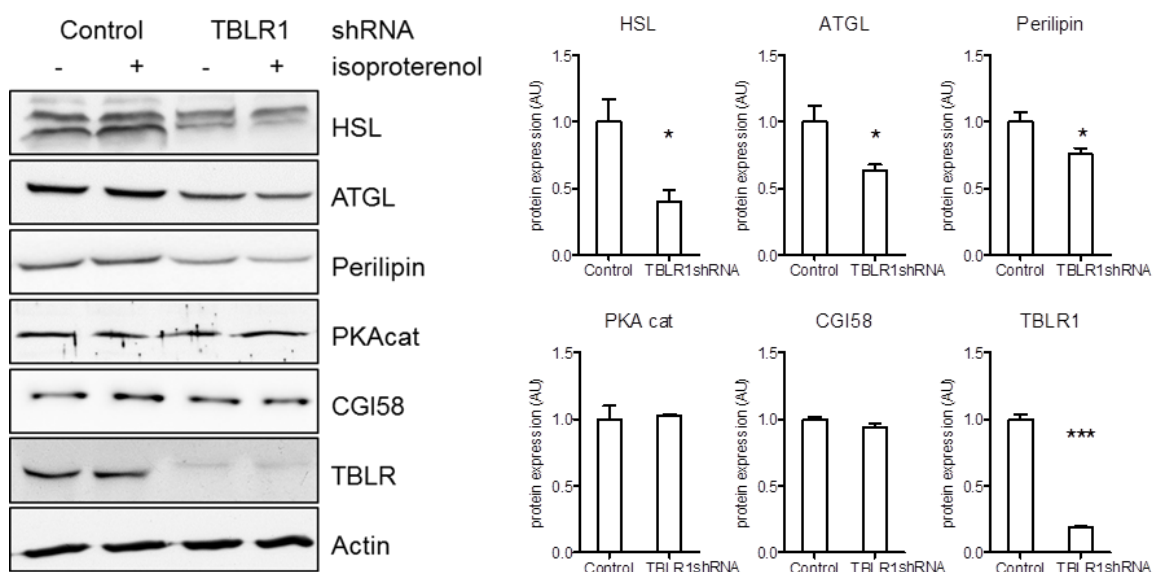 Control TBLR1 shRNA
- + - + isoproterenol
HSL
ATGL
Perilipin
PKAcat
CGI58
TBLR
Actin
HSL
protein expression (AU)
1.5
1.0
0.5
0.0
Control TBLR1shRNA
*
ATGL
protein expression (AU)
1.5
1.0
0.5
0.0
Control TBLR1shRNA
*
Perilipin
protein expression (AU)
1.5
1.0
0.5
0.0
Control TBLR1shRNA
*
PKA cat
protein expression (AU)
1.5
1.0
0.5
0.0
Control TBLR1shRNA
CGI58
protein expression (AU)
1.5
1.0
0.5
0.0
Control TBLR1shRNA
TBLR1
protein expression (AU)
1.5
1.0
0.5
0.0
Control TBLR1shRNA
***